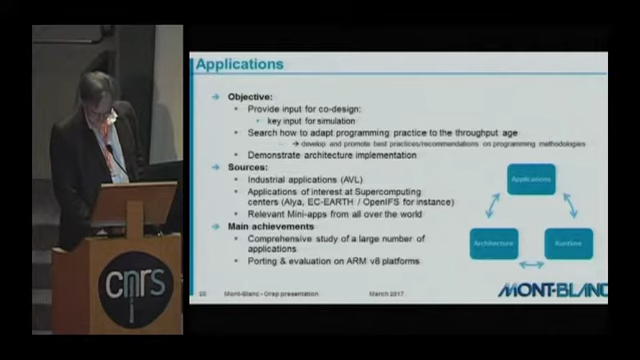 Applications
Objective:
Provide input for co-design:
key input for simulation
Search how to adapt programming practice to the throughput age
develop and promote best practices/recommendations on programming methodologies
Demonstrate architecture implementation
Sources:
Industrial applications (AVL)
Applications of interest at Supercomputing
centers (Alya, EC-EARTH / OpenIFS for instance)
Relevant Mini-apps from all over the world
Main achievements
Comprehensive study of a large number of
applications
Porting & evaluation on ARM v8 platforms
Applications
Architecture
Runtime
20 Mont-Blanc - Orap presentation March 2017
MONT-BLANC
cnrs